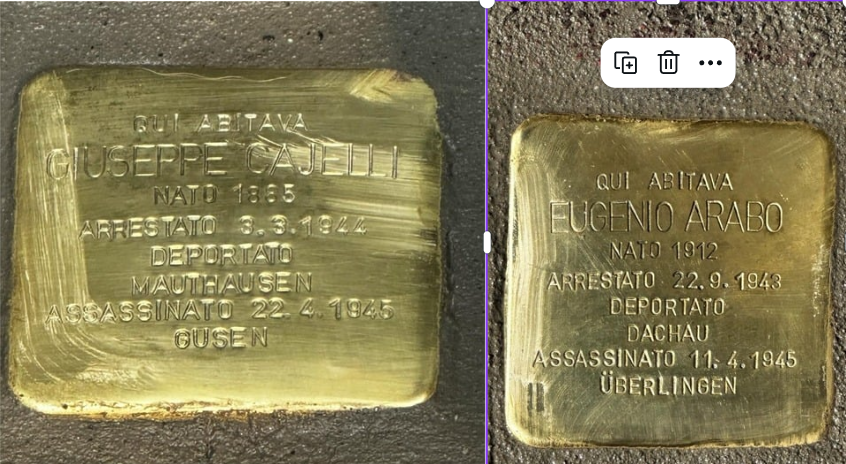 QUI ABITAVA
GIUSEPPE CAJELLI
NATO 1885
ARRESTATO 3.3.1944
DEPORTATO
MAUTHAUSEN
ASSASSINATO 22.4.1945
GUSEN
QUI ABITAVA
EUGENIO ARABO
NATO 1912
ARRESTATO 22.9.1943
DEPORTATO
DACHAU
ASSASSINATO 11.4.1945
ÜBERLINGEN